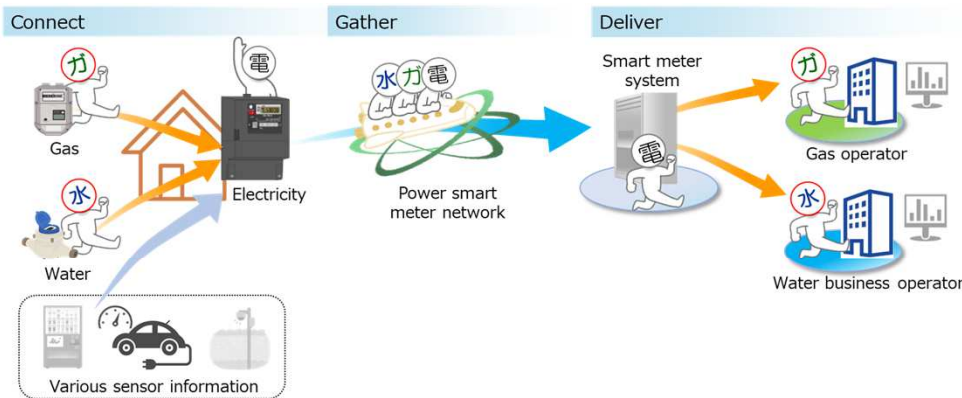 Connect
Gather
Deliver
ガ
Gas
水
Water
電
Electricity
Various sensor information
水 ガ 電
Power smart
meter network
Smart meter
system
電
ガ
Gas operator
水
Water business operator